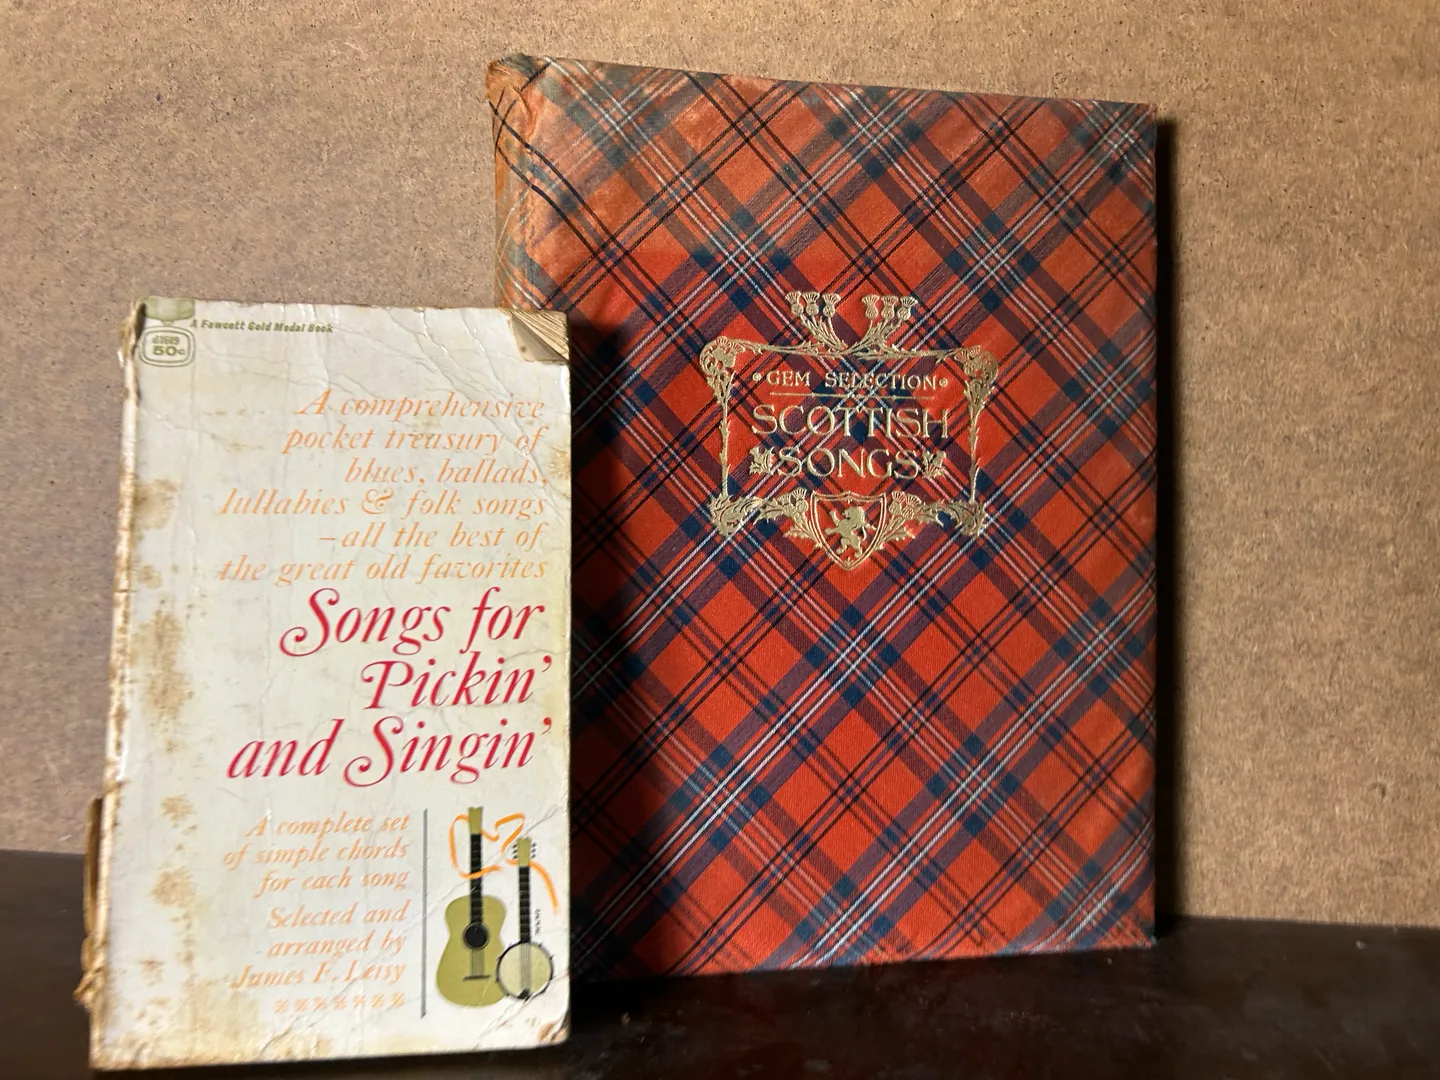 A Fawcett Gold Medal Book
d1609
50¢
A comprehensive
pocket treasury of
blues, ballads,
lullabies & folk songs
—all the best of
the great old favorites
Songs for
Pickin’
and Singin’
A complete set
of simple chords
for each song
Selected and
arranged by
James F. Leisy
GEM SELECTION
SCOTTISH
SONGS